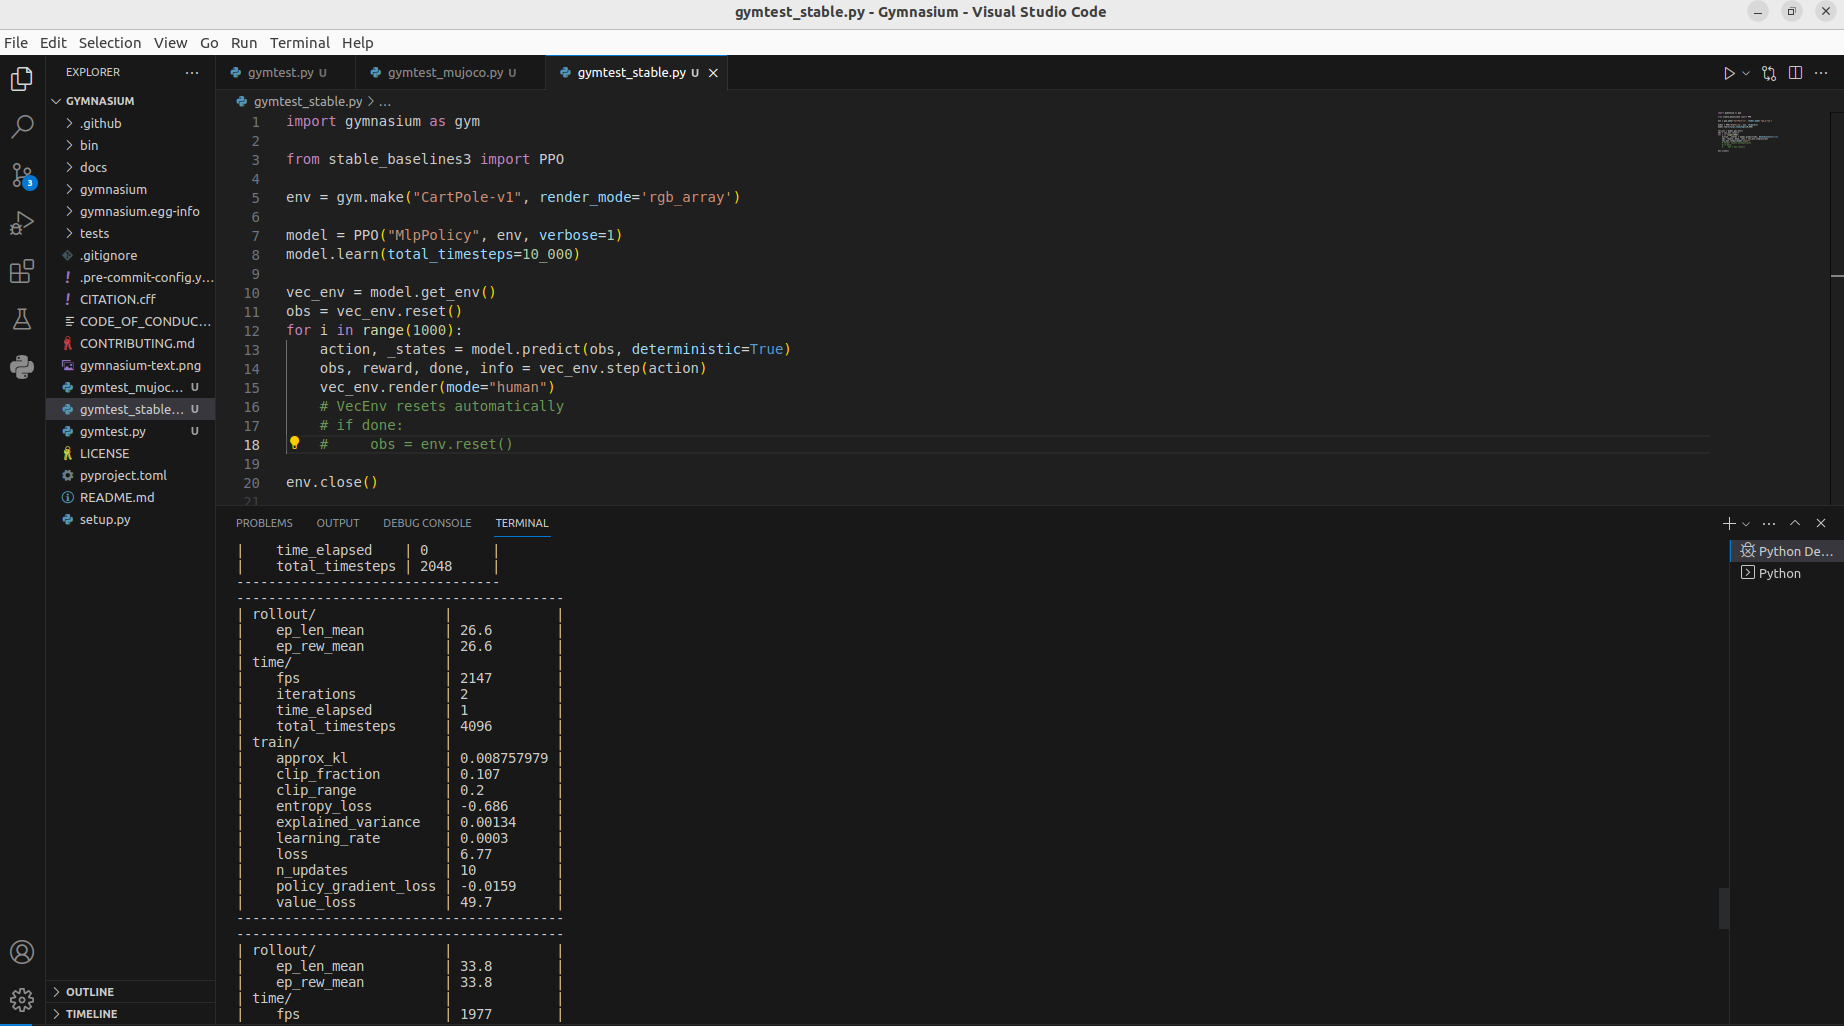 gymtest_stable.py - Gymnasium - Visual Studio Code
File Edit Selection View Go Run Terminal Help
EXPLORER
GYMNASIUM
.github
bin
docs
gymnasium
gymnasium.egg-info
tests
.gitignore
.pre-commit-config.y...
CITATION.cff
CODE_OF_CONDUC...
CONTRIBUTING.md
gymnasium-text.png
gymtest_mujoc... U
gymtest_stable... U
gymtest.py U
LICENSE
pyproject.toml
README.md
setup.py
OUTLINE
TIMELINE
3
gymtest.py U gymtest_mujoco.py U gymtest_stable.py U
gymtest_stable.py > ...
1 import gymnasium as gym
2
3 from stable_baselines3 import PPO
4
5 env = gym.make("CartPole-v1", render_mode='rgb_array')
6
7 model = PPO("MlpPolicy", env, verbose=1)
8 model.learn(total_timesteps=10_000)
9
10 vec_env = model.get_env()
11 obs = vec_env.reset()
12 for i in range(1000):
13     action, _states = model.predict(obs, deterministic=True)
14     obs, reward, done, info = vec_env.step(action)
15     vec_env.render(mode="human")
16     # VecEnv resets automatically
17     # if done:
18     #     obs = env.reset()
19
20 env.close()
21
PROBLEMS OUTPUT DEBUG CONSOLE TERMINAL
|    time_elapsed    | 0        |
|    total_timesteps | 2048     |
---------------------------------
-----------------------------------------
| rollout/                |             |
|    ep_len_mean          | 26.6        |
|    ep_rew_mean          | 26.6        |
| time/                   |             |
|    fps                  | 2147        |
|    iterations           | 2           |
|    time_elapsed         | 1           |
|    total_timesteps      | 4096        |
| train/                  |             |
|    approx_kl            | 0.008757979 |
|    clip_fraction        | 0.107       |
|    clip_range           | 0.2         |
|    entropy_loss         | -0.686      |
|    explained_variance   | 0.00134     |
|    learning_rate        | 0.0003      |
|    loss                 | 6.77        |
|    n_updates            | 10          |
|    policy_gradient_loss | -0.0159     |
|    value_loss           | 49.7        |
-----------------------------------------
-----------------------------------------
| rollout/                |             |
|    ep_len_mean          | 33.8        |
|    ep_rew_mean          | 33.8        |
| time/                   |             |
|    fps                  | 1977        |
Python De...
Python